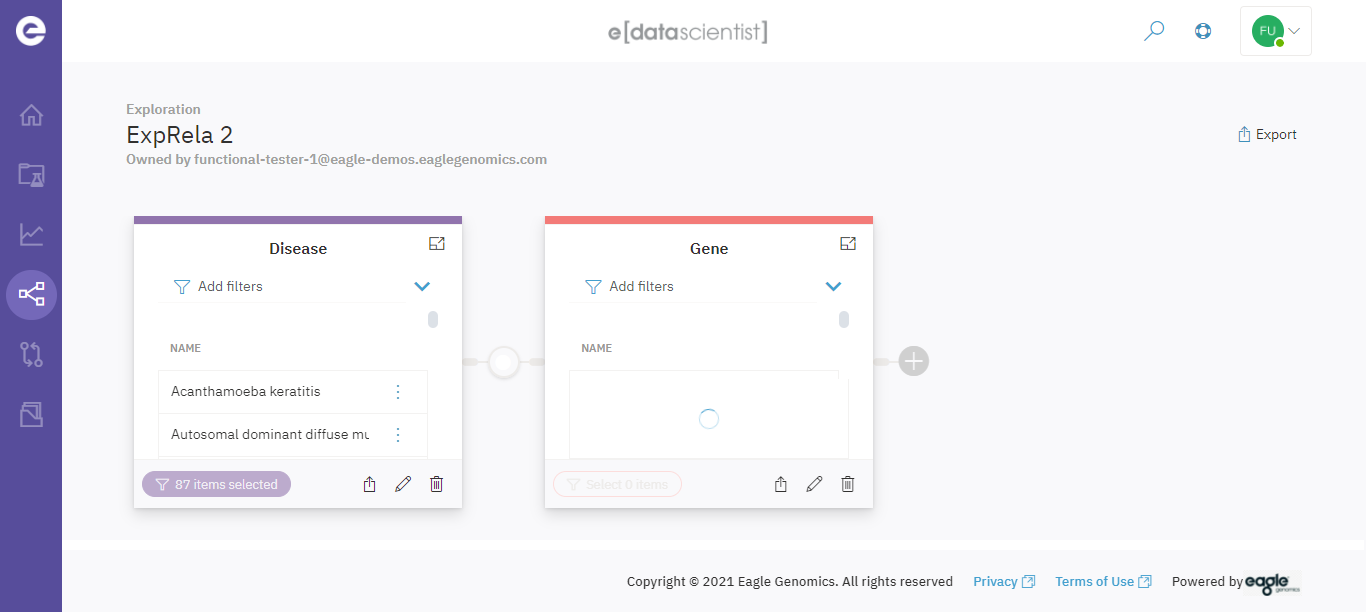 e[datascientist]
FU
Exploration
ExpRela 2
Owned by functional-tester-1@eagle-demos.eaglegenomics.com
Export
Disease
Add filters
NAME
Acanthamoeba keratitis
Autosomal dominant diffuse mu
87 items selected
Gene
Add filters
NAME
Select 0 items
Copyright © 2021 Eagle Genomics. All rights reserved
Privacy
Terms of Use
Powered by eagle genomics